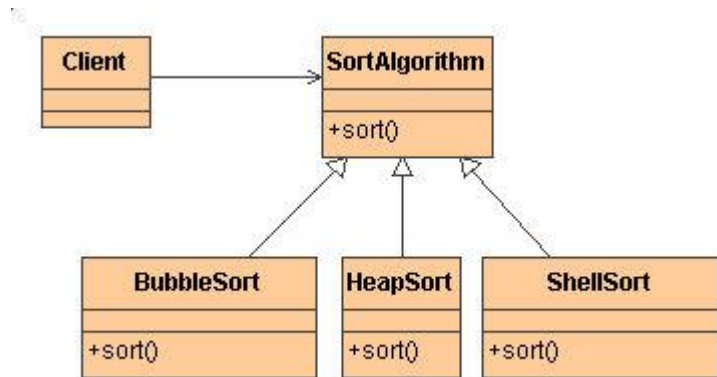 Client
SortAlgorithm
+sort()
BubbleSort
HeapSort
ShellSort
+sort()
+sort()
+sort()